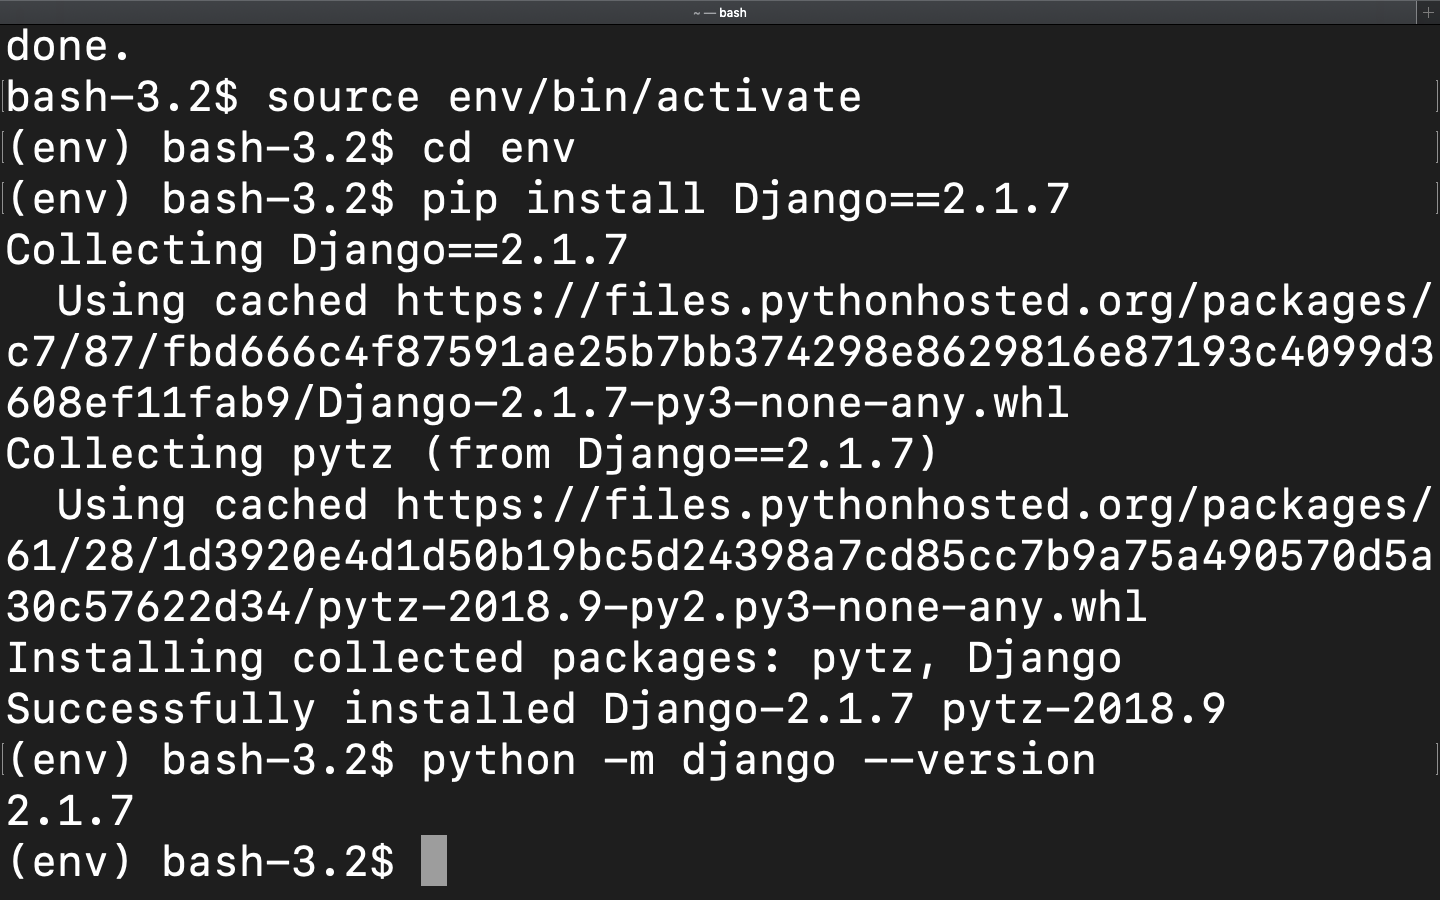 ~ — bash
done.
bash-3.2$ source env/bin/activate
(env) bash-3.2$ cd env
(env) bash-3.2$ pip install Django==2.1.7
Collecting Django==2.1.7
  Using cached https://files.pythonhosted.org/packages/
c7/87/fbd666c4f87591ae25b7bb374298e8629816e87193c4099d3
608ef11fab9/Django-2.1.7-py3-none-any.whl
Collecting pytz (from Django==2.1.7)
  Using cached https://files.pythonhosted.org/packages/
61/28/1d3920e4d1d50b19bc5d24398a7cd85cc7b9a75a490570d5a
30c57622d34/pytz-2018.9-py2.py3-none-any.whl
Installing collected packages: pytz, Django
Successfully installed Django-2.1.7 pytz-2018.9
(env) bash-3.2$ python -m django --version
2.1.7
(env) bash-3.2$